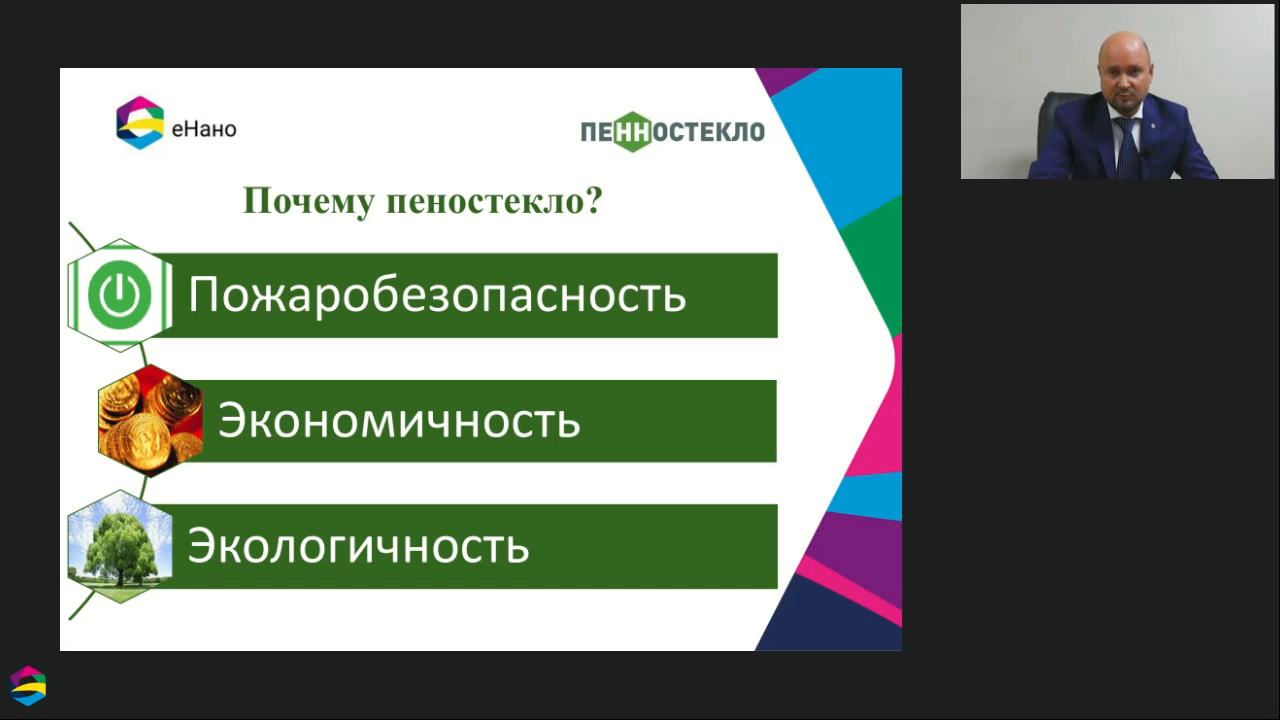 еНано
ПЕННОСТЕКЛО
Почему пеностекло?
Пожаробезопасность
Экономичность
Экологичность